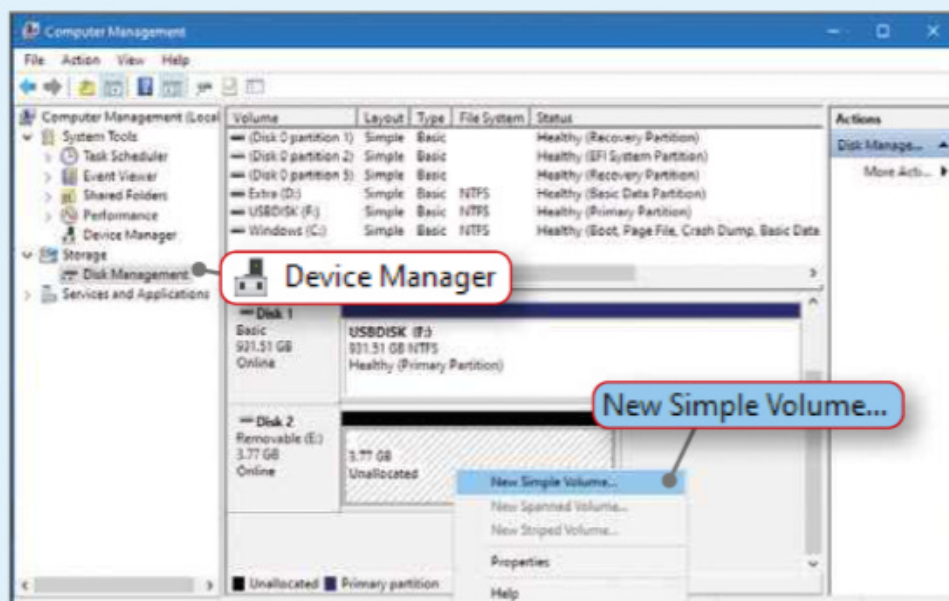 Computer Management
File Action View Help
Computer Management (Local
System Tools
Task Scheduler
Event Viewer
Shared Folders
Performance
Device Manager
Storage
Disk Management
Services and Applications
Volume Layout Type File System Status
(Disk 0 partition 1) Simple Basic Healthy (Recovery Partition)
(Disk 0 partition 2) Simple Basic Healthy (EFI System Partition)
(Disk 0 partition 5) Simple Basic Healthy (Recovery Partition)
Extra (D:) Simple Basic NTFS Healthy (Basic Data Partition)
USBDISK (F:) Simple Basic NTFS Healthy (Primary Partition)
Windows (C:) Simple Basic NTFS Healthy (Boot, Page File, Crash Dump, Basic Data
Actions
Disk Manage...
More Acti...
Device Manager
Disk 1
Basic
931.51 GB
Online
USBDISK (F:)
931.51 GB NTFS
Healthy (Primary Partition)
New Simple Volume...
Disk 2
Removable (E:)
3.77 GB
Online
3.77 GB
Unallocated
New Simple Volume...
New Spanned Volume...
New Striped Volume...
Properties
Help
Unallocated Primary partition